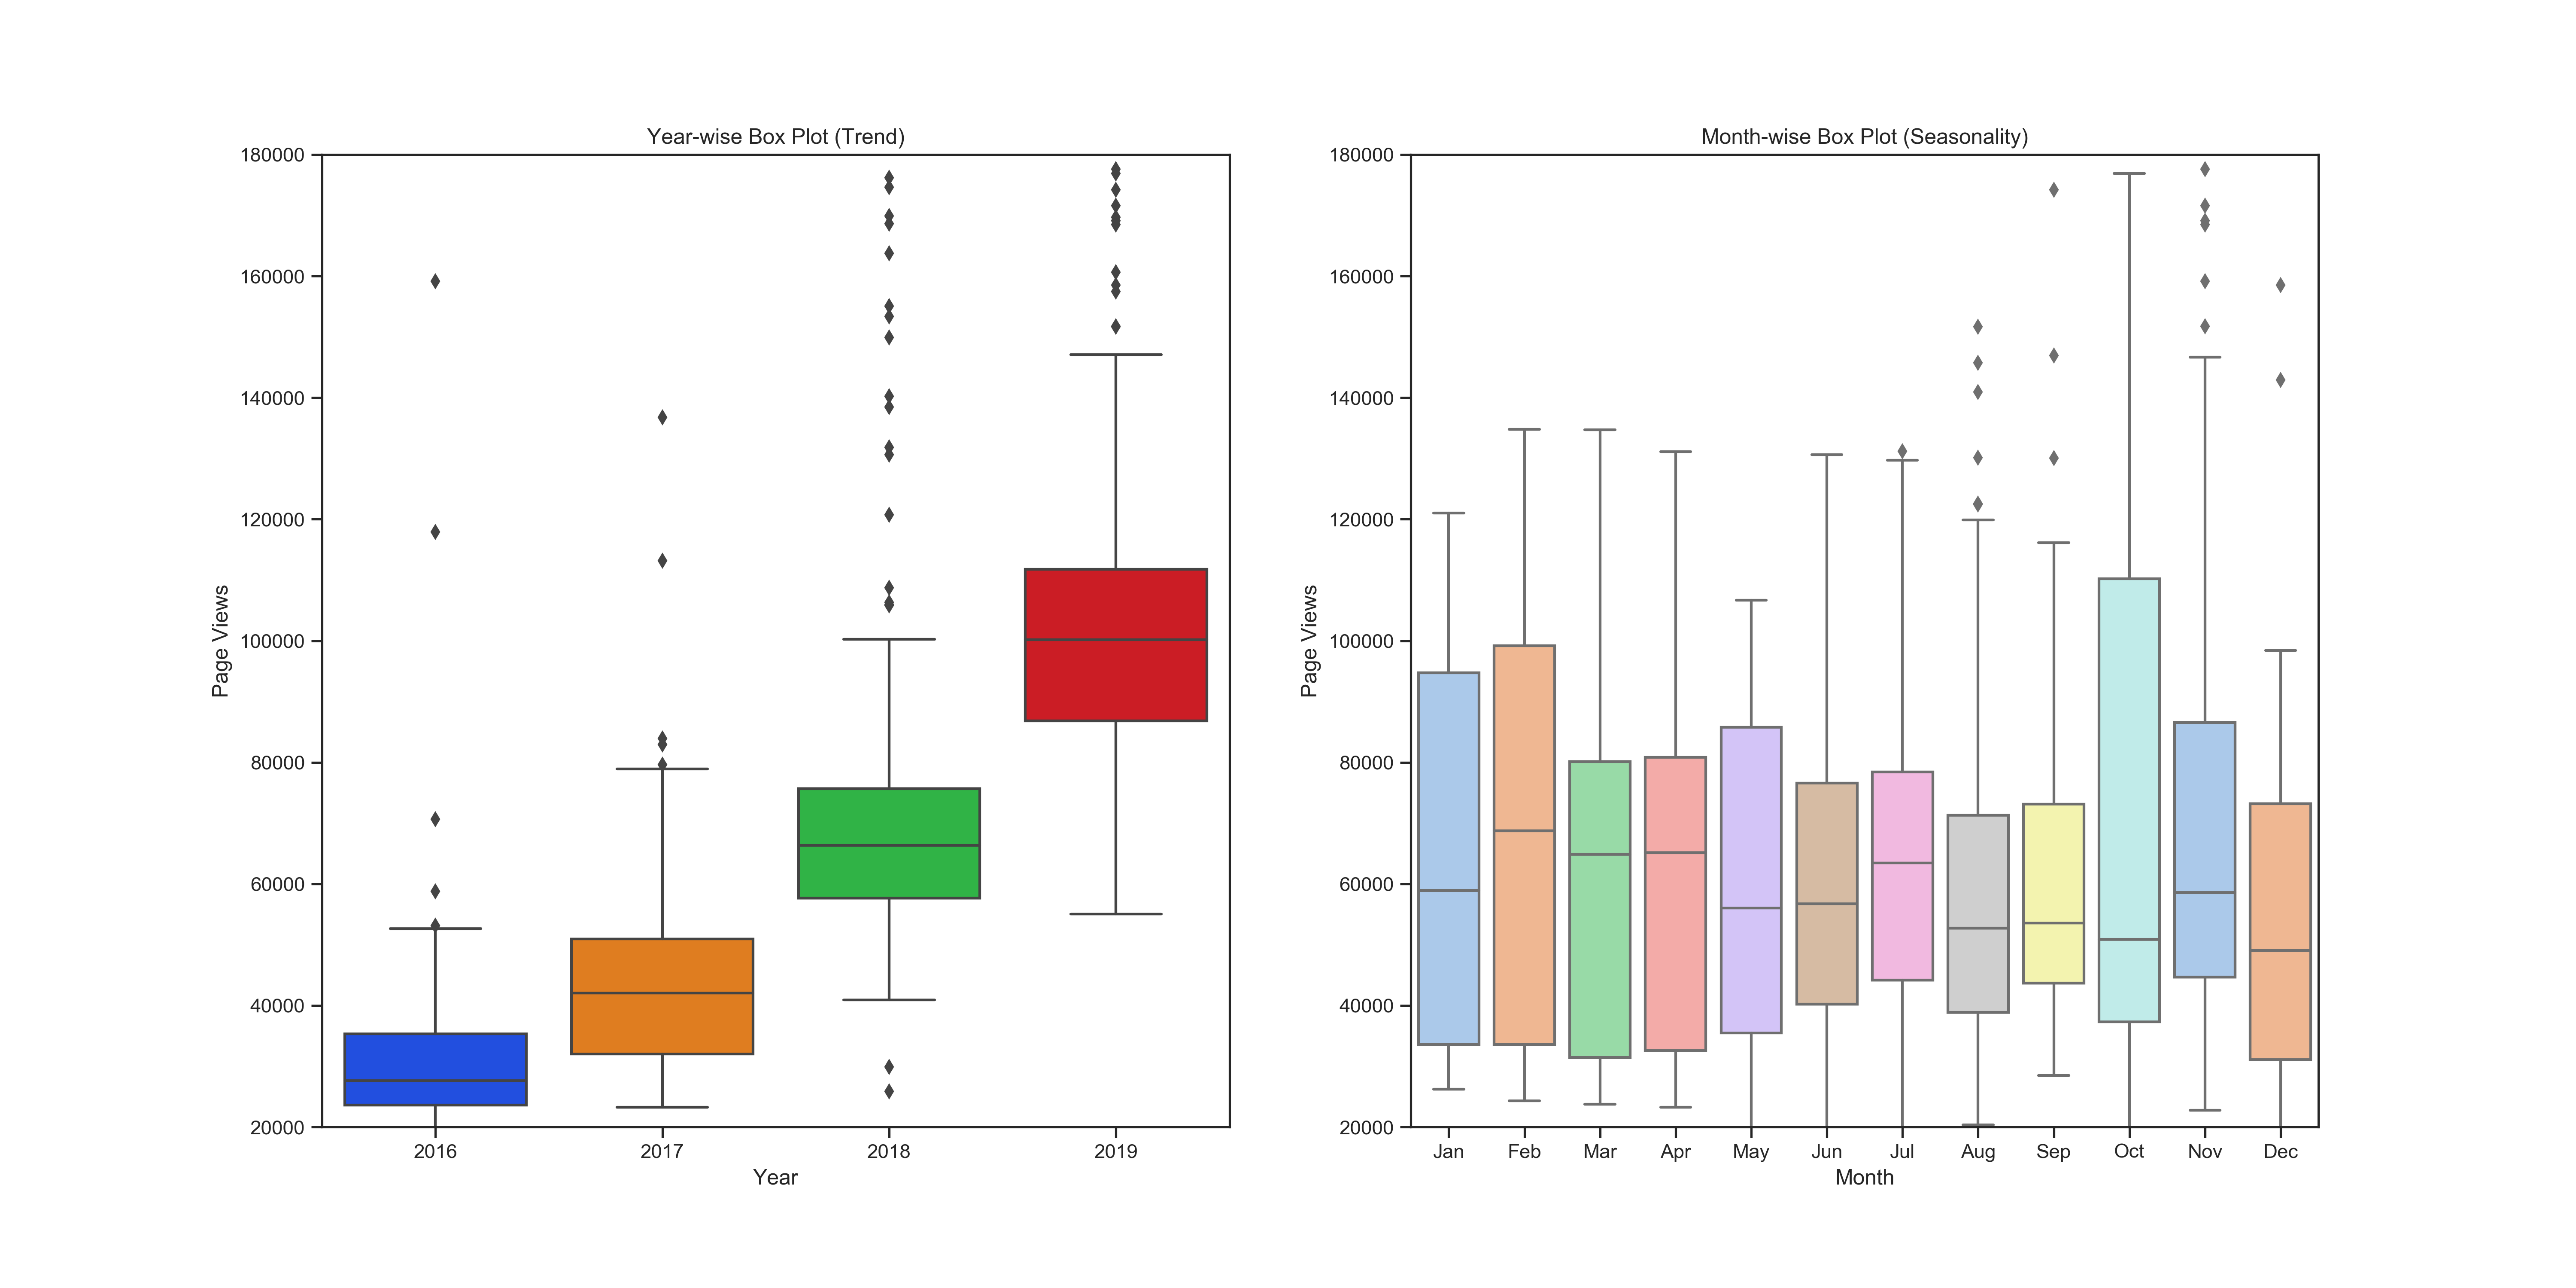 Year-wise Box Plot (Trend)
Page Views
180000
160000
140000
120000
100000
80000
60000
40000
20000
2016 2017 2018 2019
Year
Month-wise Box Plot (Seasonality)
Page Views
180000
160000
140000
120000
100000
80000
60000
40000
20000
Jan Feb Mar Apr May Jun Jul Aug Sep Oct Nov Dec
Month